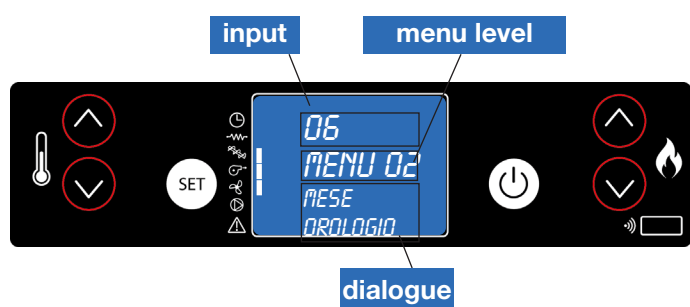 input menu level
06
MENU 02
SET
MESE
OROLOGIO
dialogue